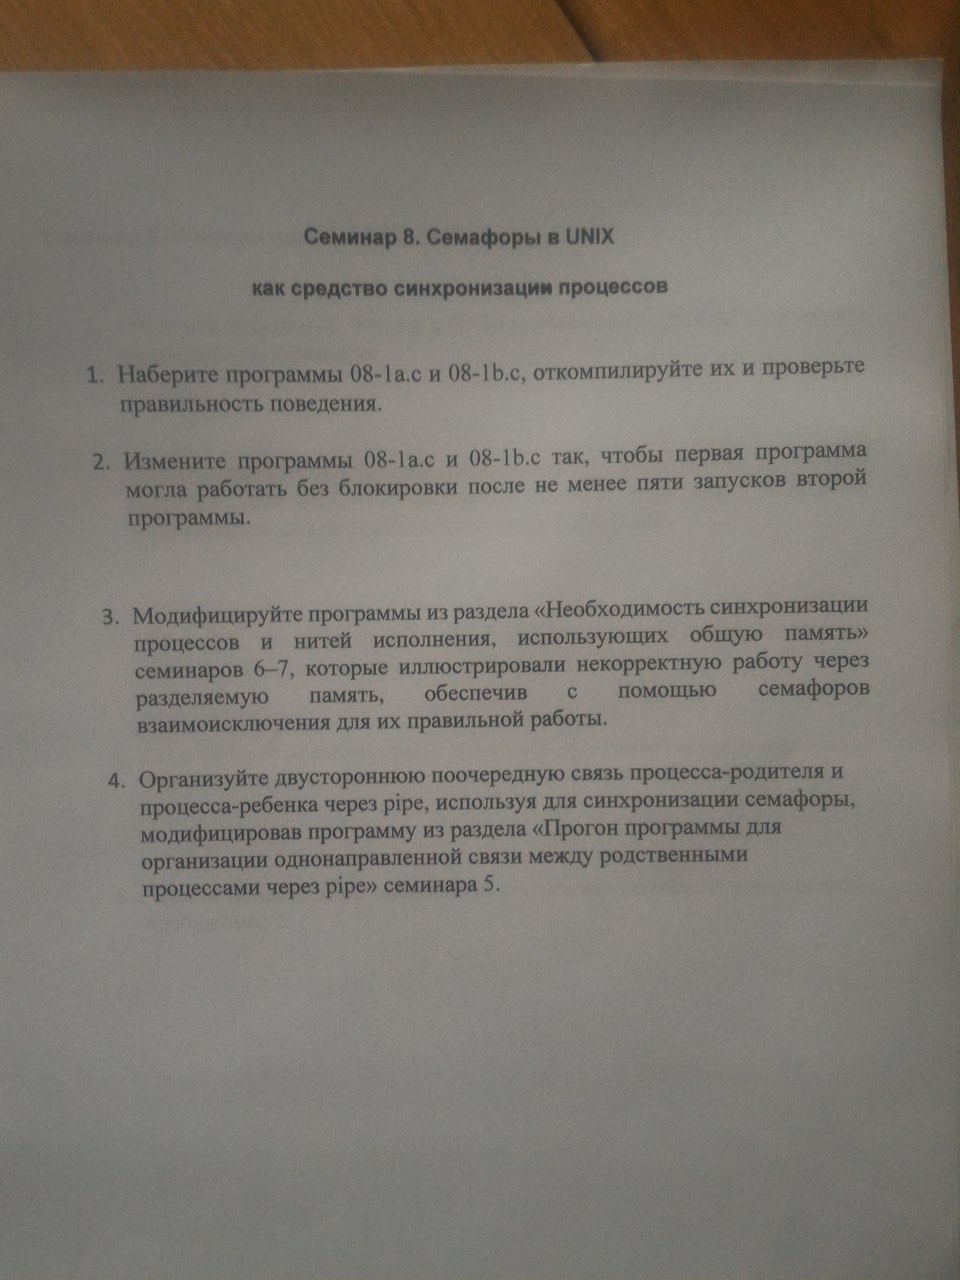 Семинар 8. Семафоры в UNIX
как средство синхронизации процессов
1. Наберите программы 08-1a.c и 08-1b.c, откомпилируйте их и проверьте
правильность поведения.
2. Измените программы 08-1a.c и 08-1b.c так, чтобы первая программа
могла работать без блокировки после не менее пяти запусков второй
программы.
3. Модифицируйте программы из раздела «Необходимость синхронизации
процессов и нитей исполнения, использующих общую память»
семинаров 6–7, которые иллюстрировали некорректную работу через
разделяемую память, обеспечив с помощью семафоров
взаимоисключения для их правильной работы.
4. Организуйте двустороннюю поочередную связь процесса-родителя и
процесса-ребенка через pipe, используя для синхронизации семафоры,
модифицировав программу из раздела «Прогон программы для
организации однонаправленной связи между родственными
процессами через pipe» семинара 5.